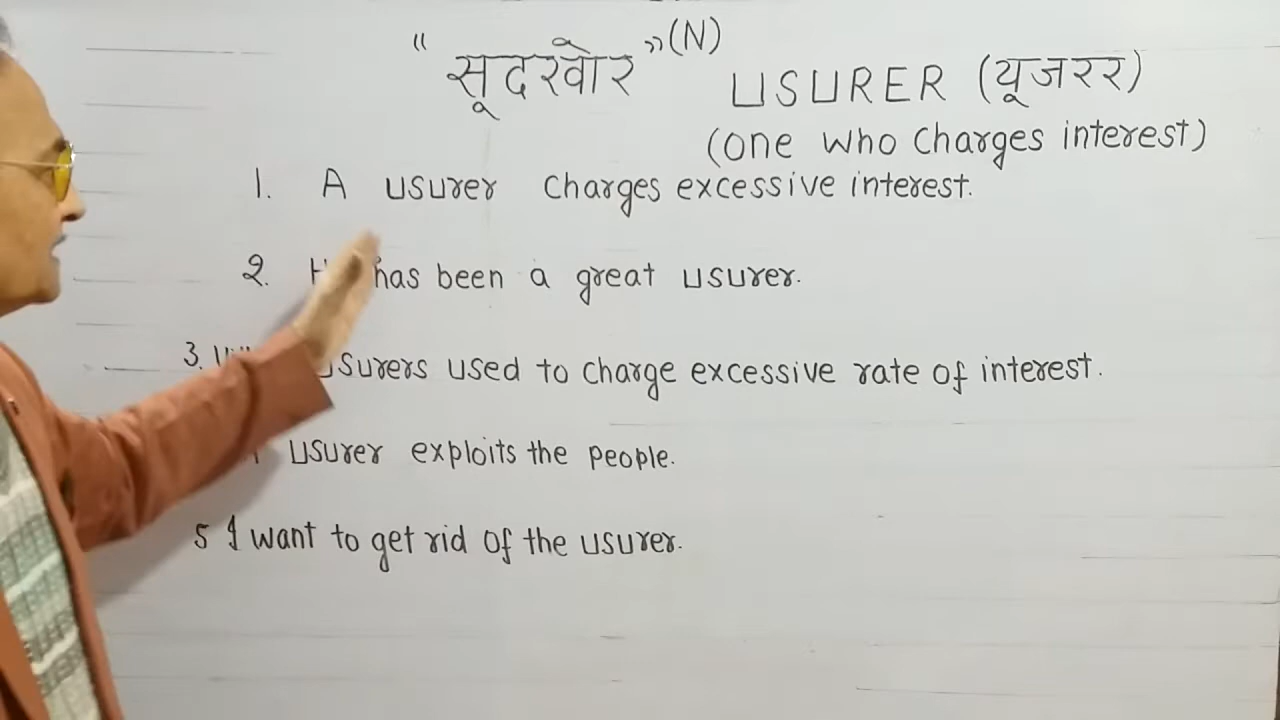 "सूदखोर" (N)
USURER (यूजरर)
(one who charges interest)
1. A usurer charges excessive interest.
2. has been a great usurer.
3. usurers used to charge excessive rate of interest.
usurer exploits the people.
5 I want to get rid of the usurer.